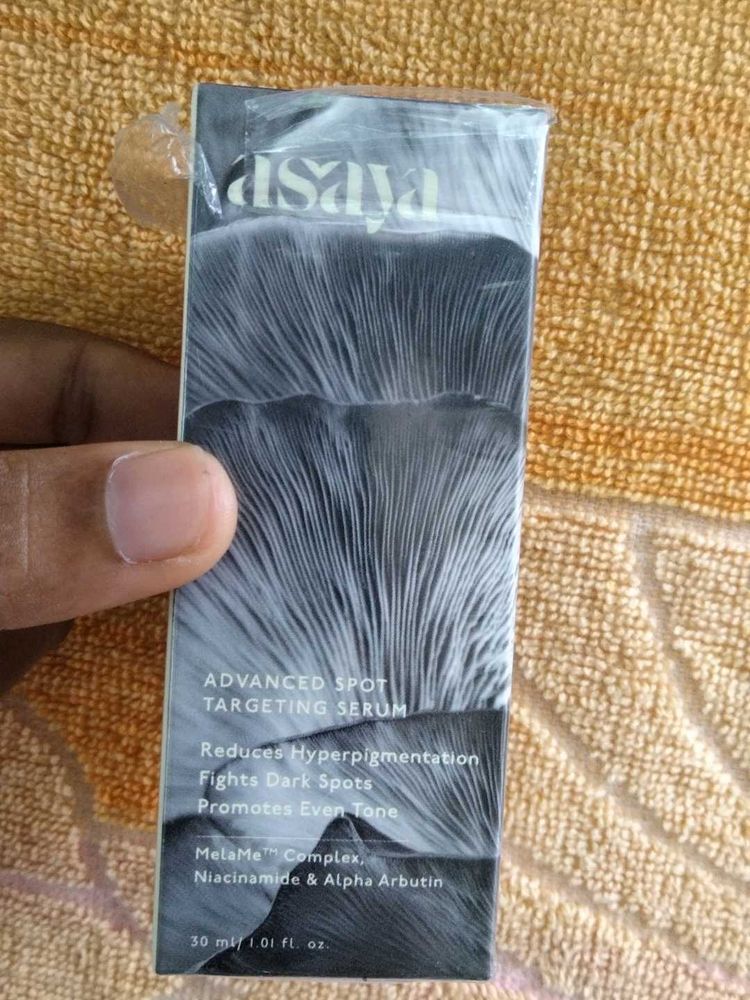 asaya
ADVANCED SPOT
TARGETING SERUM
Reduces Hyperpigmentation
Fights Dark Spots
Promotes Even Tone
MelaMe™ Complex,
Niacinamide & Alpha Arbutin
30 ml/ 1.01 fl. oz.